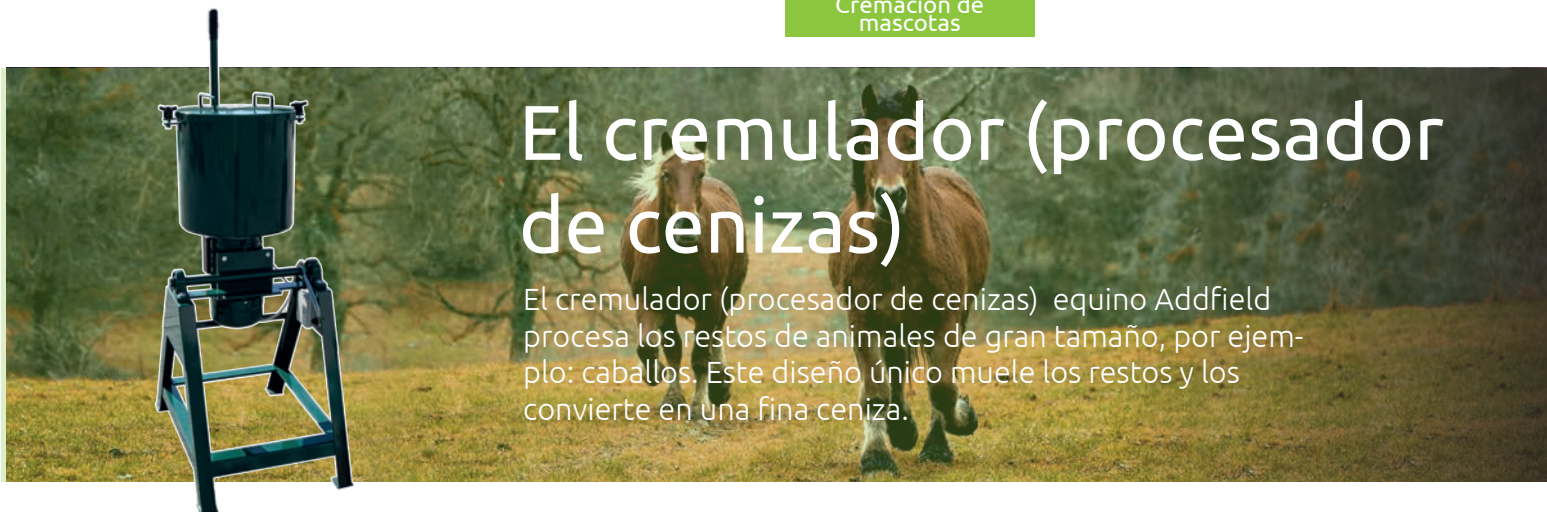 Cremación de
mascotas
El cremulador (procesador
de cenizas)
El cremulador (procesador de cenizas)  equino Addfield
procesa los restos de animales de gran tamaño, por ejem-
plo: caballos. Este diseño único muele los restos y los
convierte en una fina ceniza.